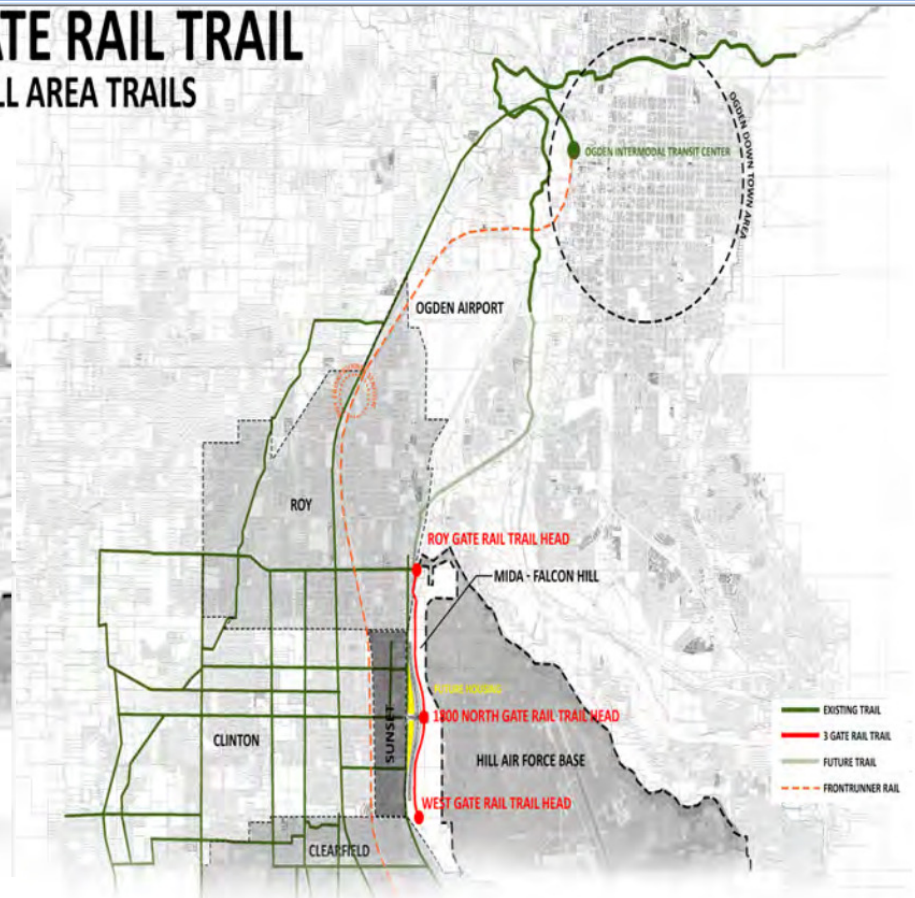 ATE RAIL TRAIL
LL AREA TRAILS
OGDEN INTERMODAL TRANSIT CENTER
OGDEN DOWN TOWN AREA
OGDEN AIRPORT
ROY
ROY GATE RAIL TRAIL HEAD
MIDA - FALCON HILL
FUTURE HOUSING
1800 NORTH GATE RAIL TRAIL HEAD
CLINTON
SUNSET
HILL AIR FORCE BASE
WEST GATE RAIL TRAIL HEAD
CLEARFIELD
EXISTING TRAIL
3 GATE RAIL TRAIL
FUTURE TRAIL
FRONTRUNNER RAIL